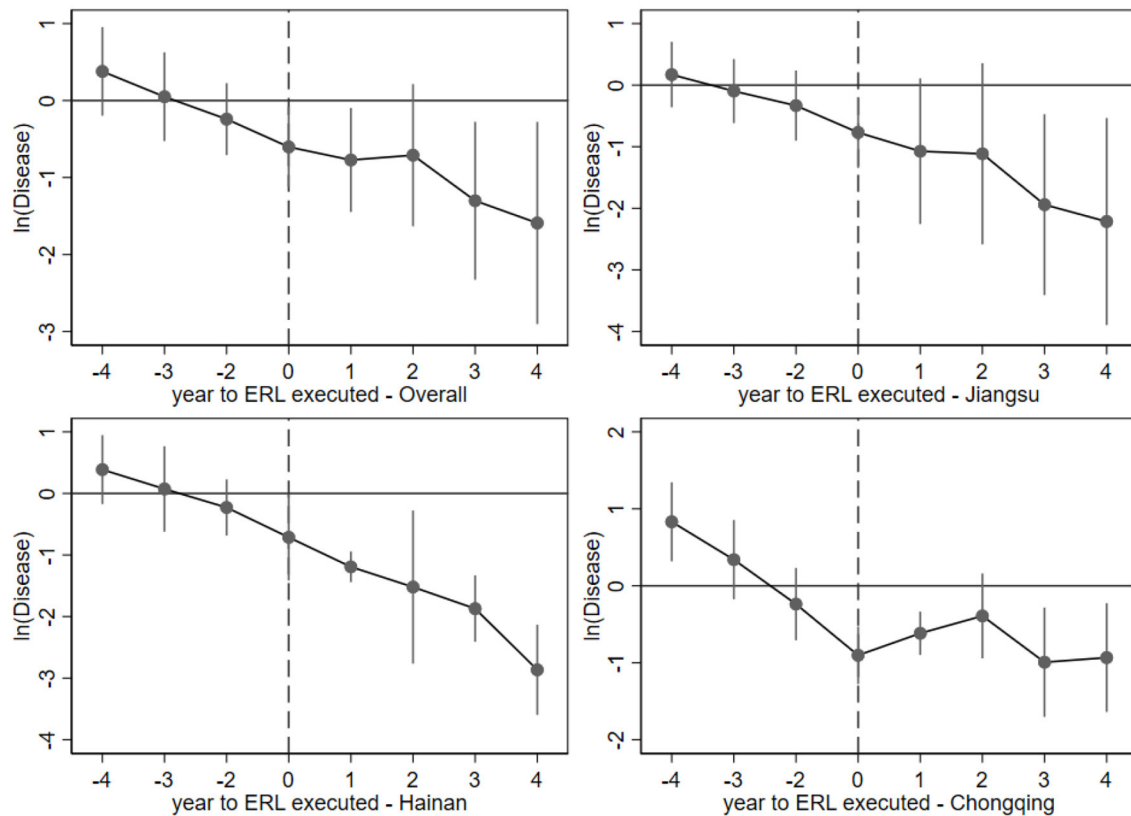 ln(Disease)
1
0
-1
-2
-3
-4 -3 -2 0 1 2 3 4
year to ERL executed - Overall
ln(Disease)
1
0
-1
-2
-3
-4
-4 -3 -2 0 1 2 3 4
year to ERL executed - Jiangsu
ln(Disease)
1
0
-1
-2
-3
-4
-4 -3 -2 0 1 2 3 4
year to ERL executed - Hainan
ln(Disease)
2
1
0
-1
-2
-4 -3 -2 0 1 2 3 4
year to ERL executed - Chongqing